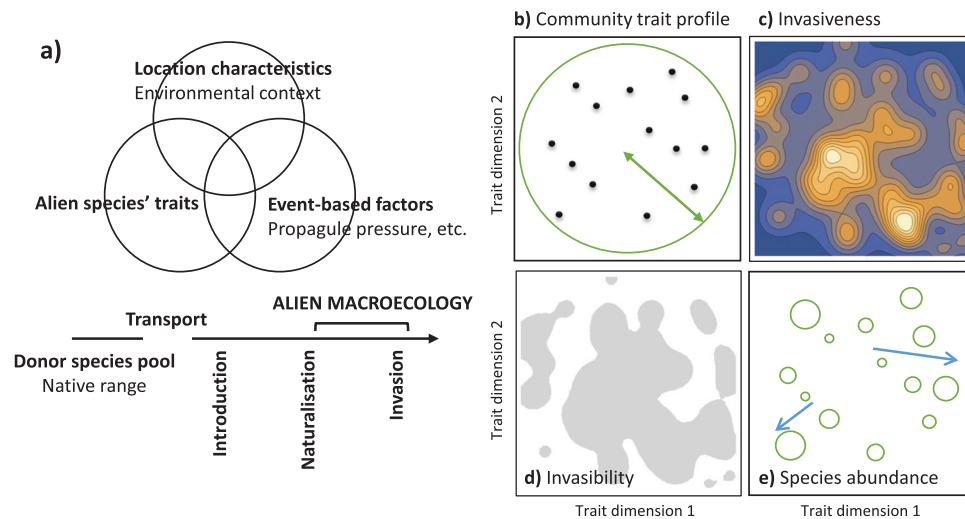 a)
Location characteristics
Environmental context
Alien species’ traits
Event-based factors
Propagule pressure, etc.
ALIEN MACROECOLOGY
Transport
Donor species pool
Native range
Introduction
Naturalisation
Invasion
b) Community trait profile
Trait dimension 2
c) Invasiveness
Trait dimension 2
d) Invasibility
Trait dimension 1
e) Species abundance
Trait dimension 1